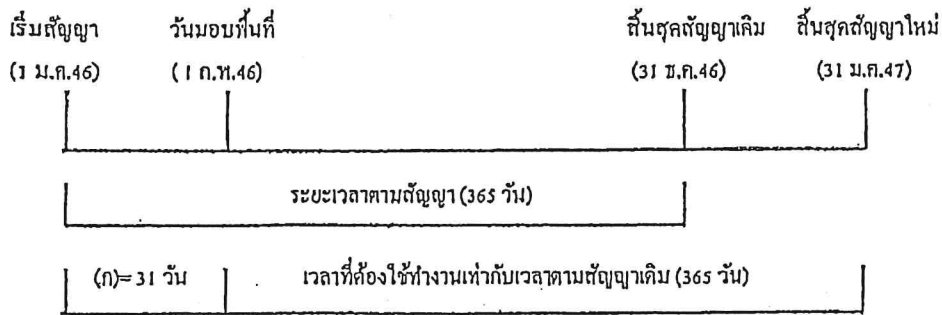 เริ่มสัญญา วันมอบพื้นที่ สิ้นสุดสัญญาเดิม สิ้นสุดสัญญาใหม่
(1 ม.ค.46) (1 ก.พ.46) (31 ธ.ค.46) (31 ม.ค.47)
ระยะเวลาตามสัญญา (365 วัน)
(ก)= 31 วัน เวลาที่ต้องใช้ทำงานเท่ากับเวลาตามสัญญาเดิม (365 วัน)